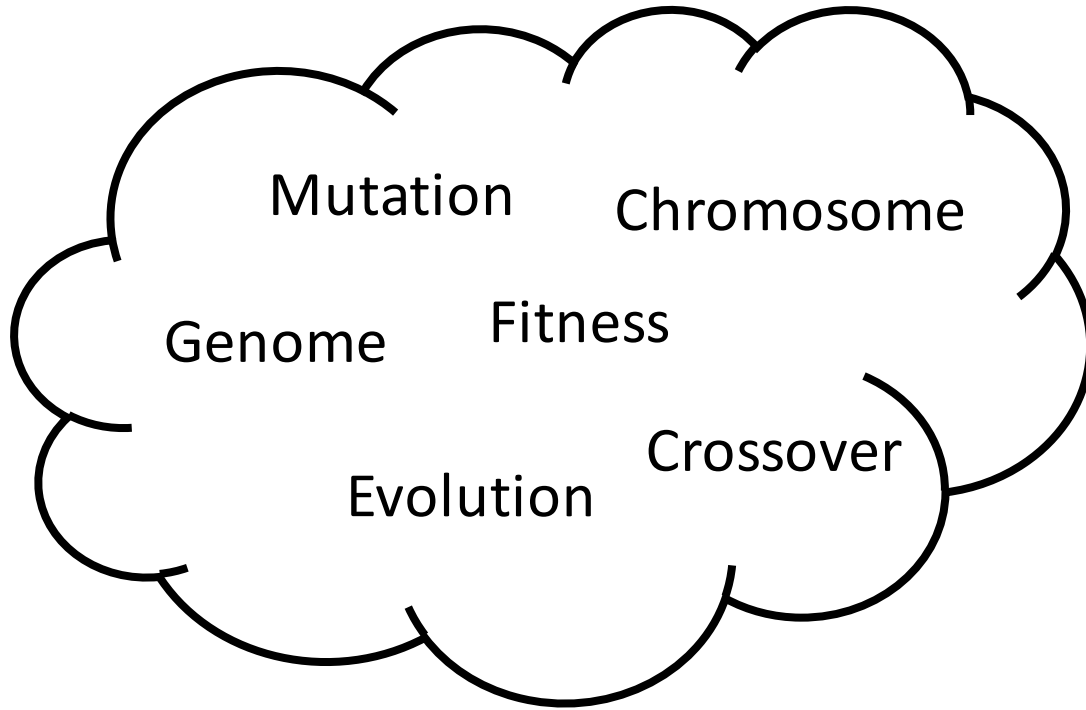 Mutation
Chromosome
Genome
Fitness
Crossover
Evolution